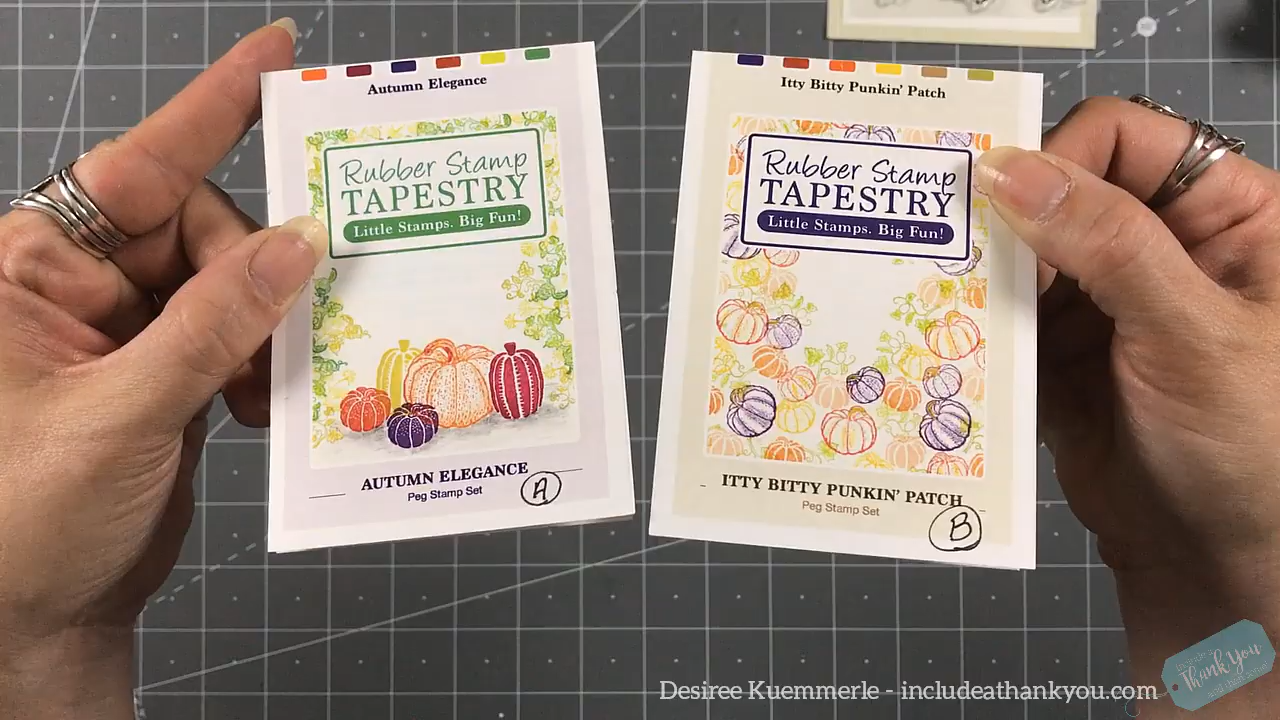 Autumn Elegance
Rubber Stamp
TAPESTRY
Little Stamps. Big Fun!
AUTUMN ELEGANCE
Peg Stamp Set
A
Itty Bitty Punkin' Patch
Rubber Stamp
TAPESTRY
Little Stamps. Big Fun!
ITTY BITTY PUNKIN' PATCH
Peg Stamp Set
B
include a
Thank You
Desiree Kuemmerle - includeathankyou.com